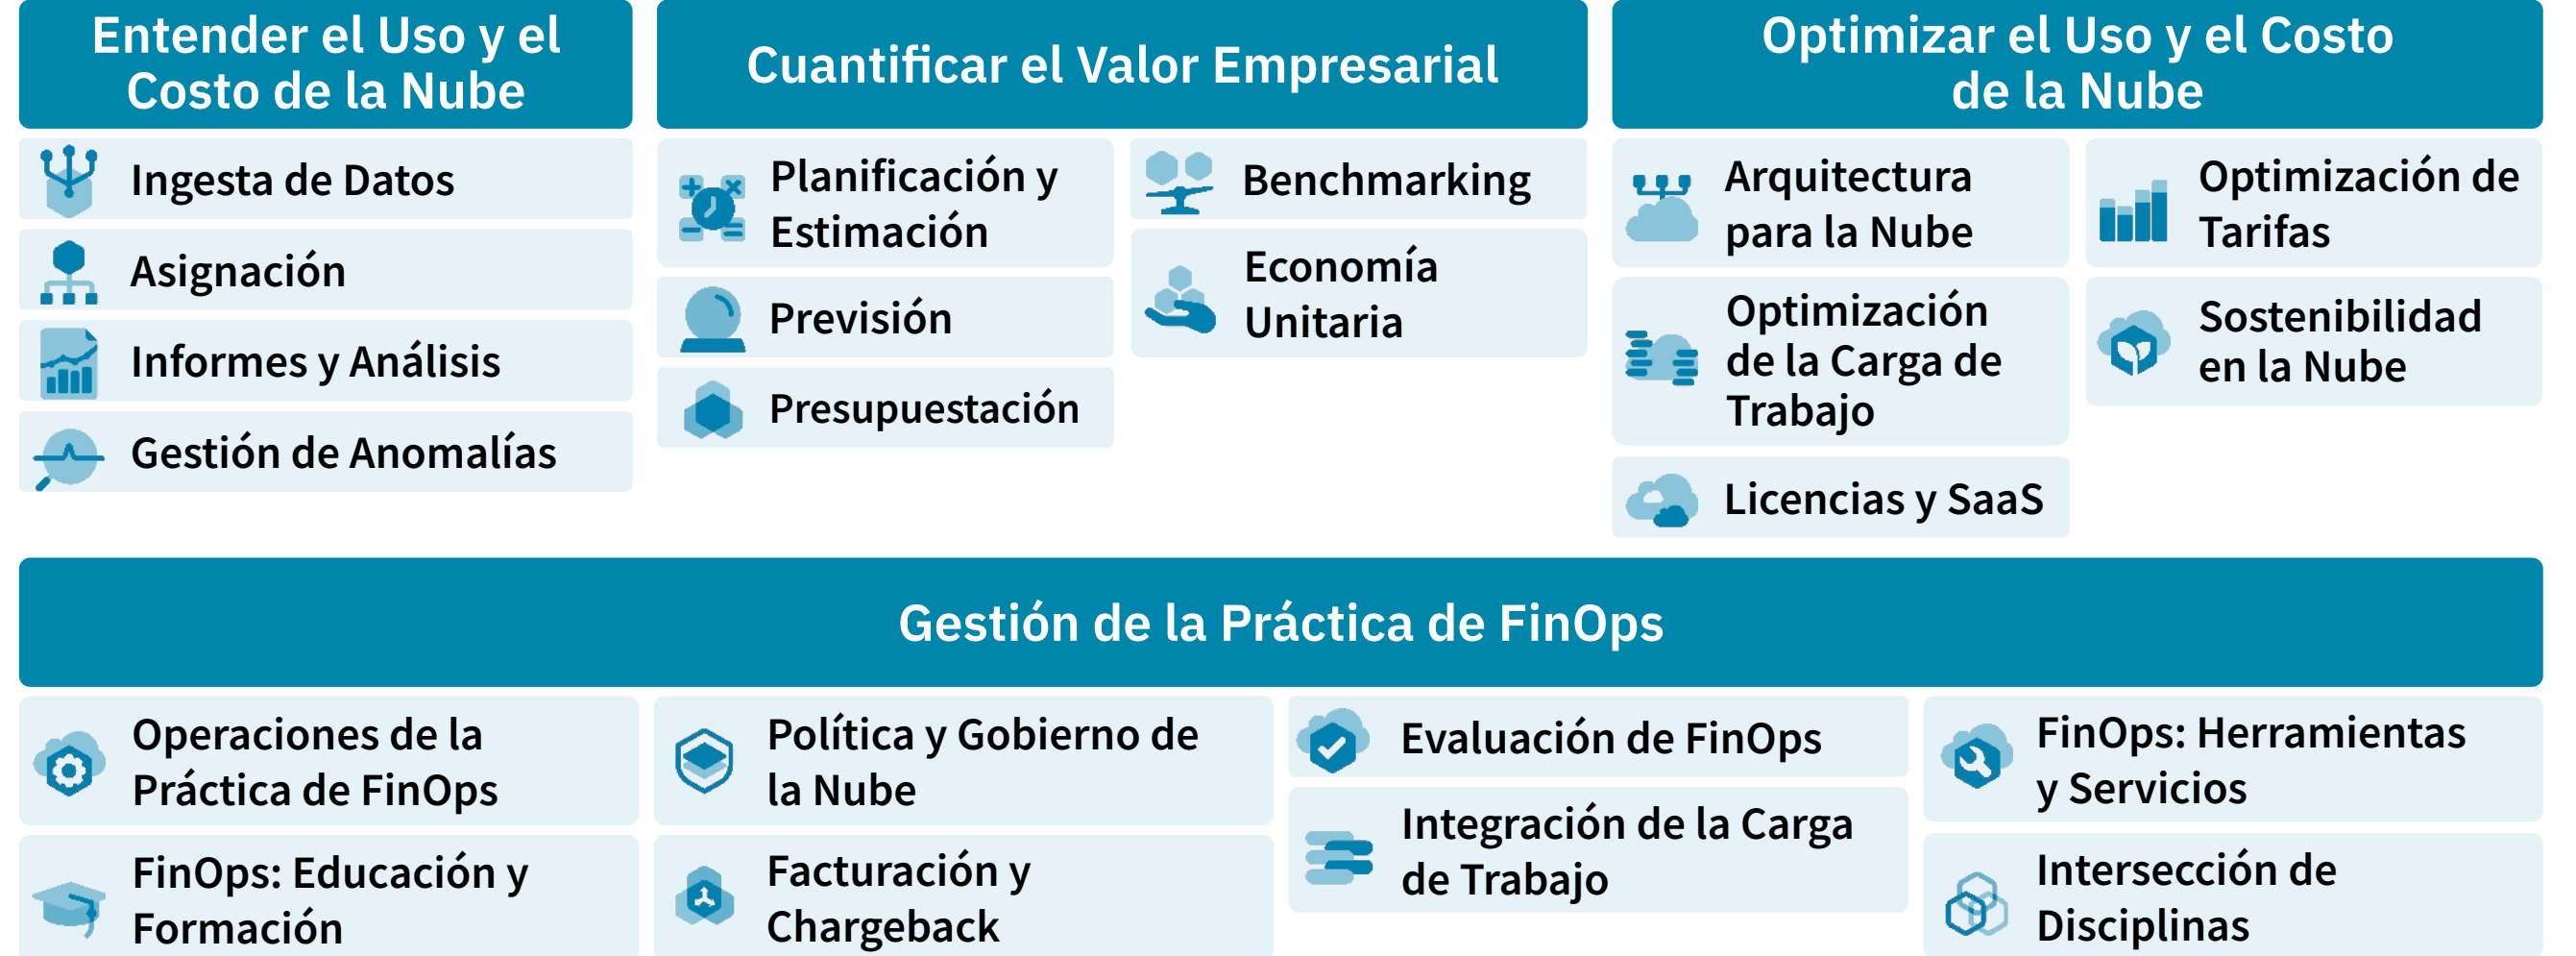 Entender el Uso y el
Costo de la Nube
Ingesta de Datos
Asignación
Informes y Análisis
Gestión de Anomalías
Cuantificar el Valor Empresarial
Planificación y
Estimación
Previsión
Presupuestación
Benchmarking
Economía
Unitaria
Optimizar el Uso y el Costo
de la Nube
Arquitectura
para la Nube
Optimización
de la Carga de
Trabajo
Licencias y SaaS
Optimización de
Tarifas
Sostenibilidad
en la Nube
Gestión de la Práctica de FinOps
Operaciones de la
Práctica de FinOps
FinOps: Educación y
Formación
Política y Gobierno de
la Nube
Facturación y
Chargeback
Evaluación de FinOps
Integración de la Carga
de Trabajo
FinOps: Herramientas
y Servicios
Intersección de
Disciplinas